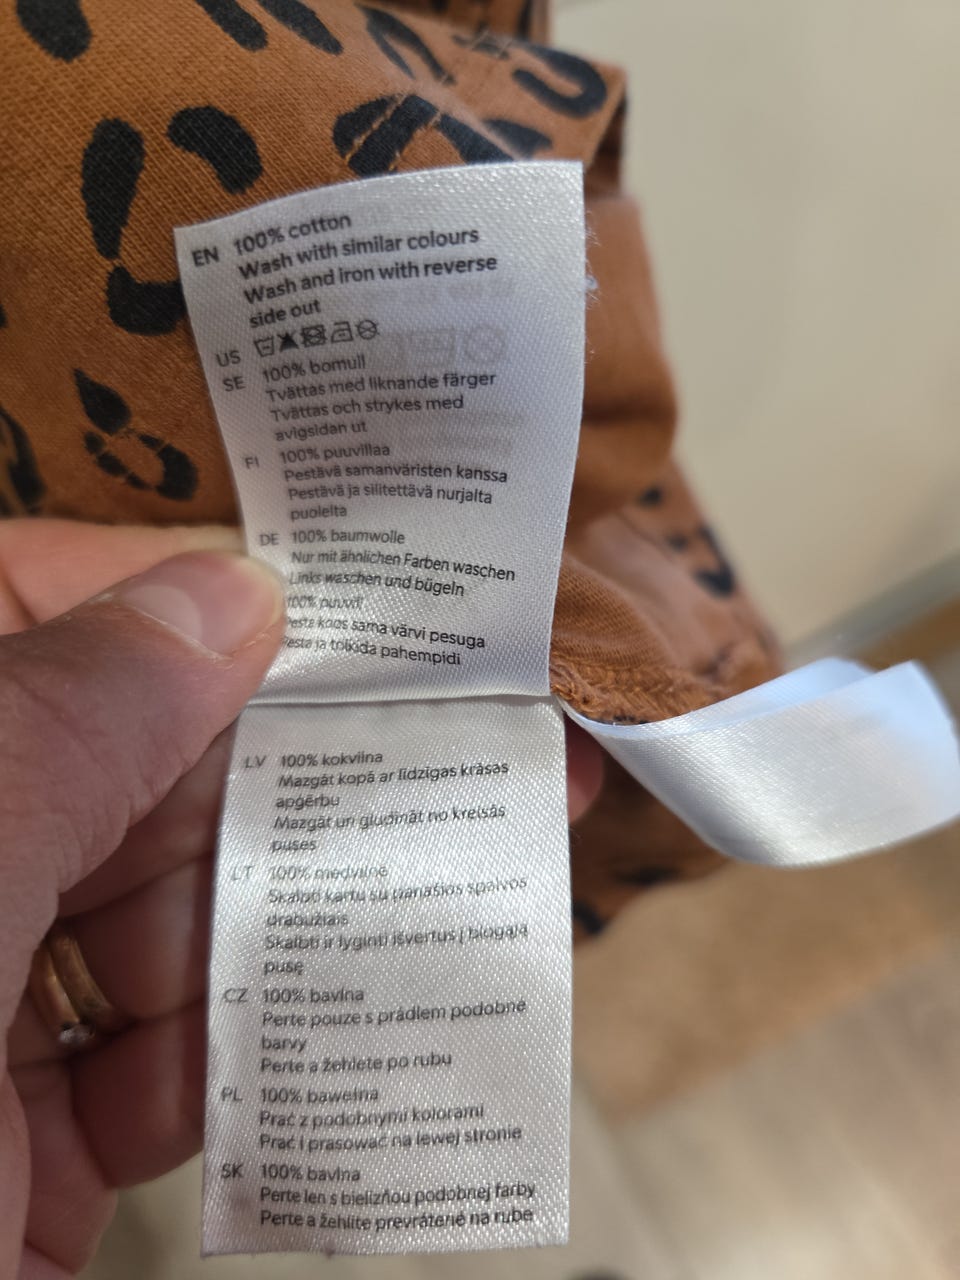 EN 100% cotton
Wash with similar colours
Wash and iron with reverse
side out
US
SE 100% bomull
Tvättas med liknande färger
Tvättas och strykes med
avigsidan ut
FI 100% puuvillaa
Pestävä samanväristen kanssa
Pestävä ja silitettävä nurjalta
puolelta
DE 100% baumwolle
Nur mit ähnlichen Farben waschen
Links waschen und bügeln
100% puuvill
Pesta koos sama värvi pesuga
Pesta ja triikida pahempidi
LV 100% kokvilna
Mazgāt kopā ar līdzīgas krāsas
apģērbu
Mazgāt un gludināt no kreisās
puses
LT 100% medvilnė
Skalbti kartu su panašios spalvos
drabužiais
Skalbti ir lyginti išvertus į blogąją
pusę
CZ 100% bavlna
Perte pouze s prádlem podobné
barvy
Perte a žehlete po rubu
PL 100% bawełna
Prać z podobnymi kolorami
Prać i prasować na lewej stronie
SK 100% bavlna
Perte len s bielizňou podobnej farby
Perte a žehlite prevrátené na rube